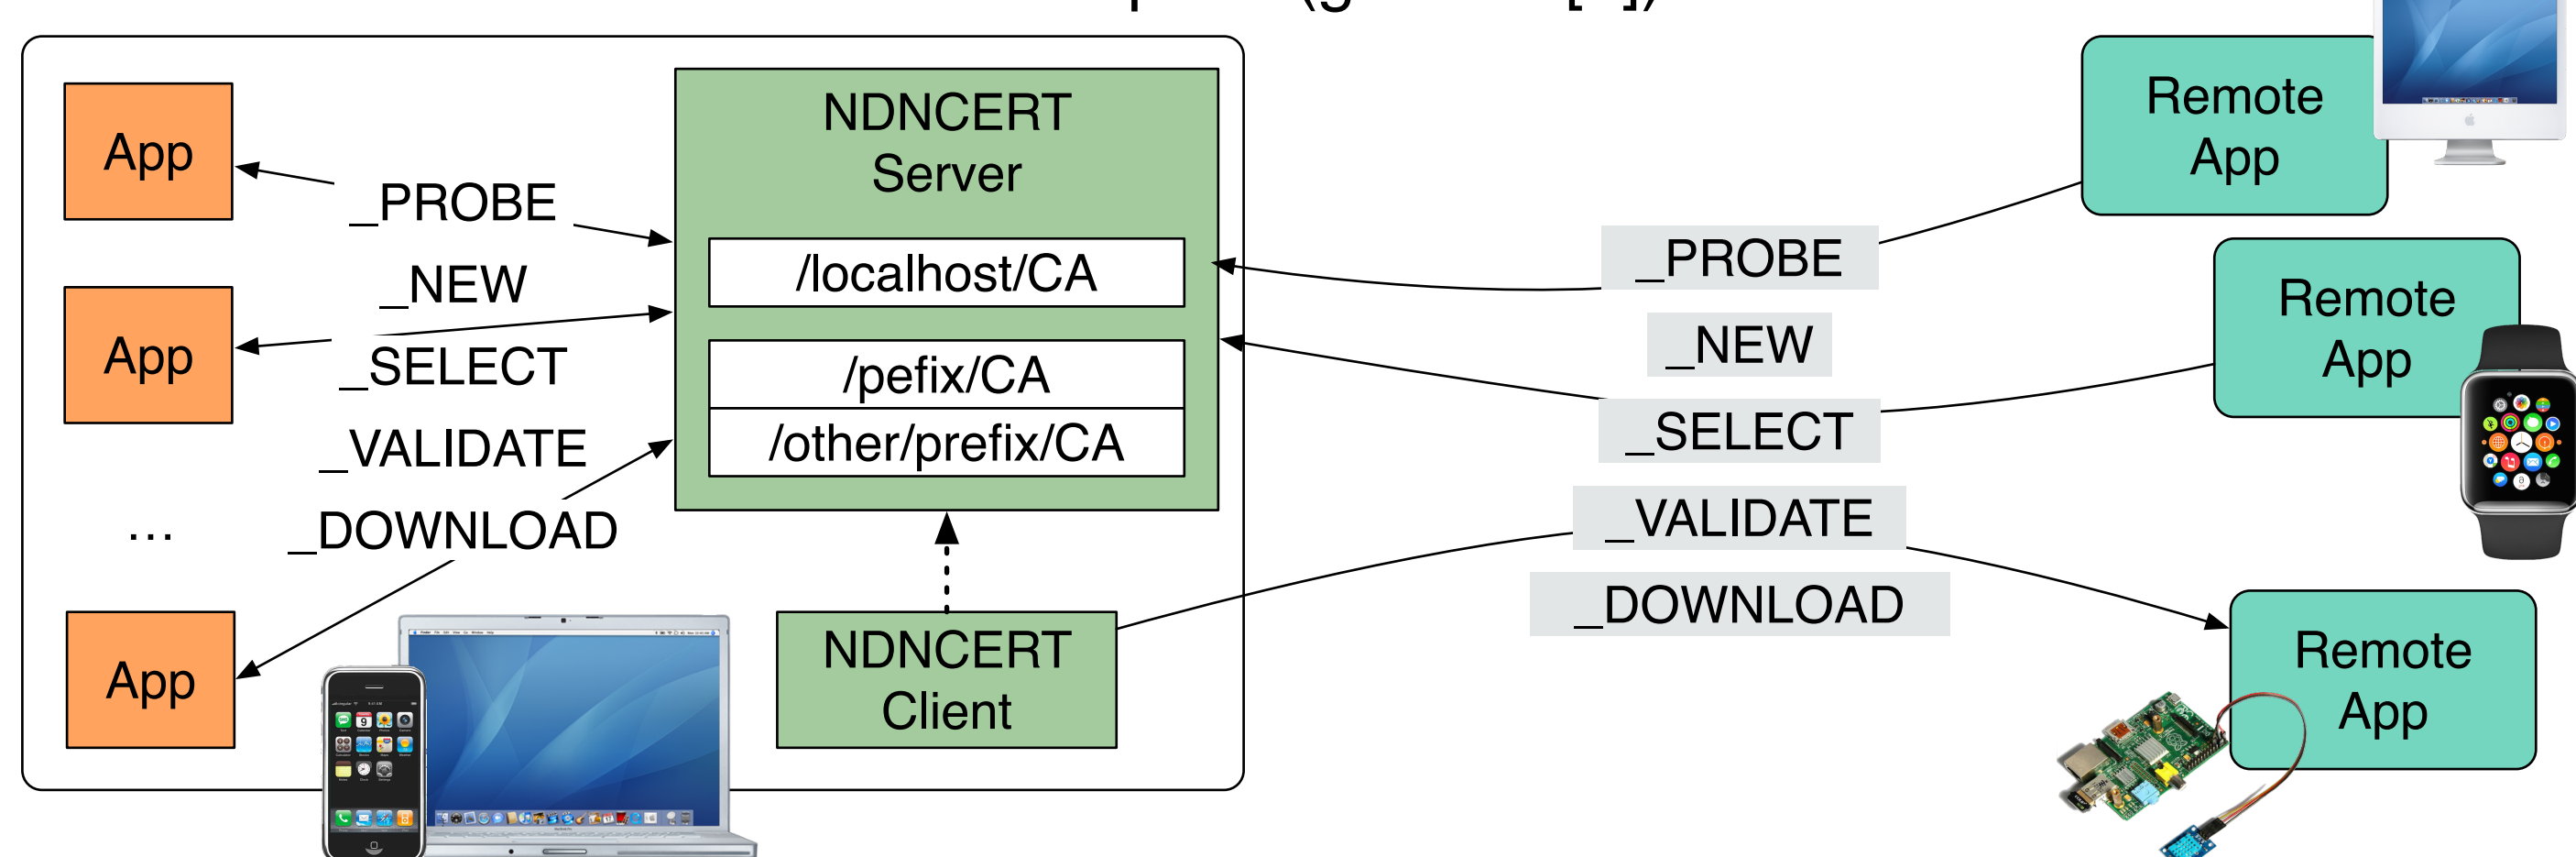 App
App
...
App
_PROBE
_NEW
_SELECT
_VALIDATE
_DOWNLOAD
NDNCERT
Server
/localhost/CA
/pefix/CA
/other/prefix/CA
NDNCERT
Client
_PROBE
_NEW
_SELECT
_VALIDATE
_DOWNLOAD
Remote
App
Remote
App
Remote
App